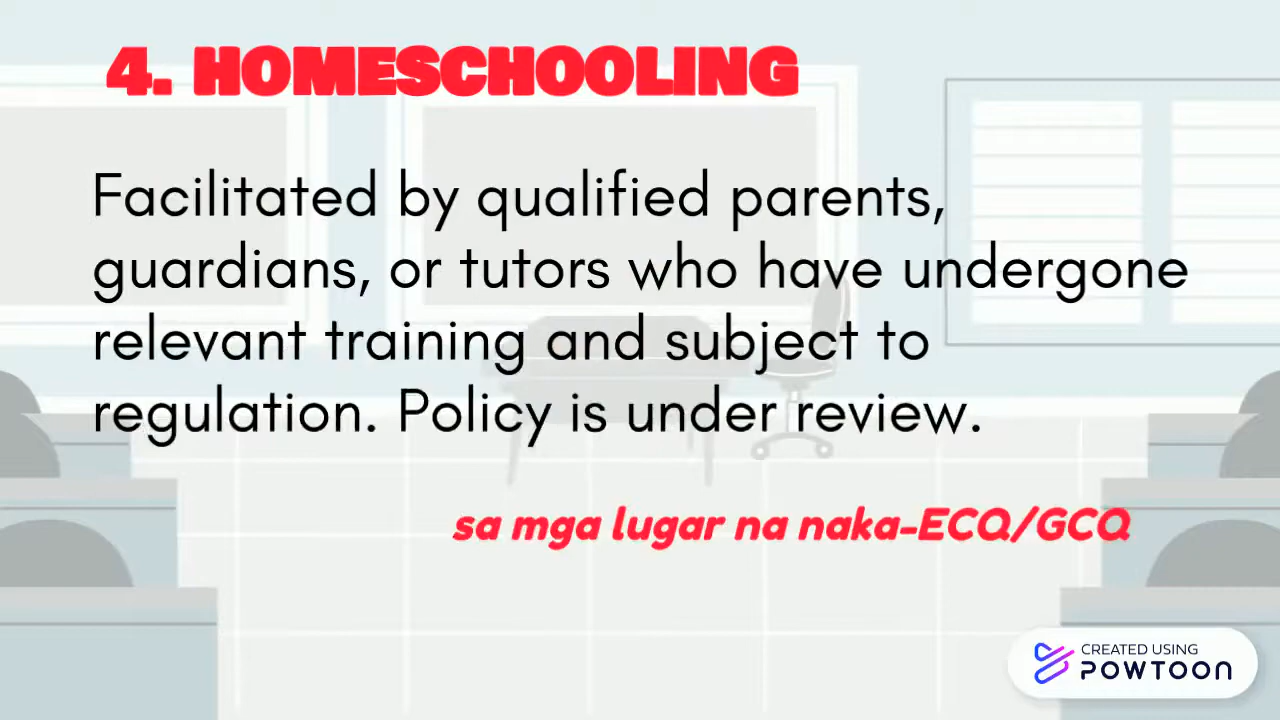 4. HOMESCHOOLING
Facilitated by qualified parents,
guardians, or tutors who have undergone
relevant training and subject to
regulation. Policy is under review.
sa mga lugar na naka-ECQ/GCQ
CREATED USING
POWTOON